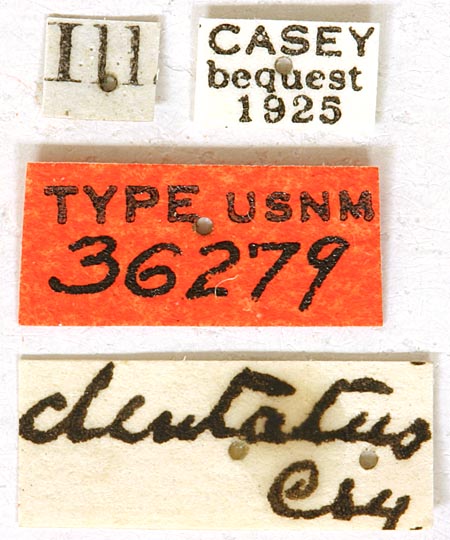 Ill.
CASEY
bequest
1925
TYPE USNM
36279
dentatus
Csy.